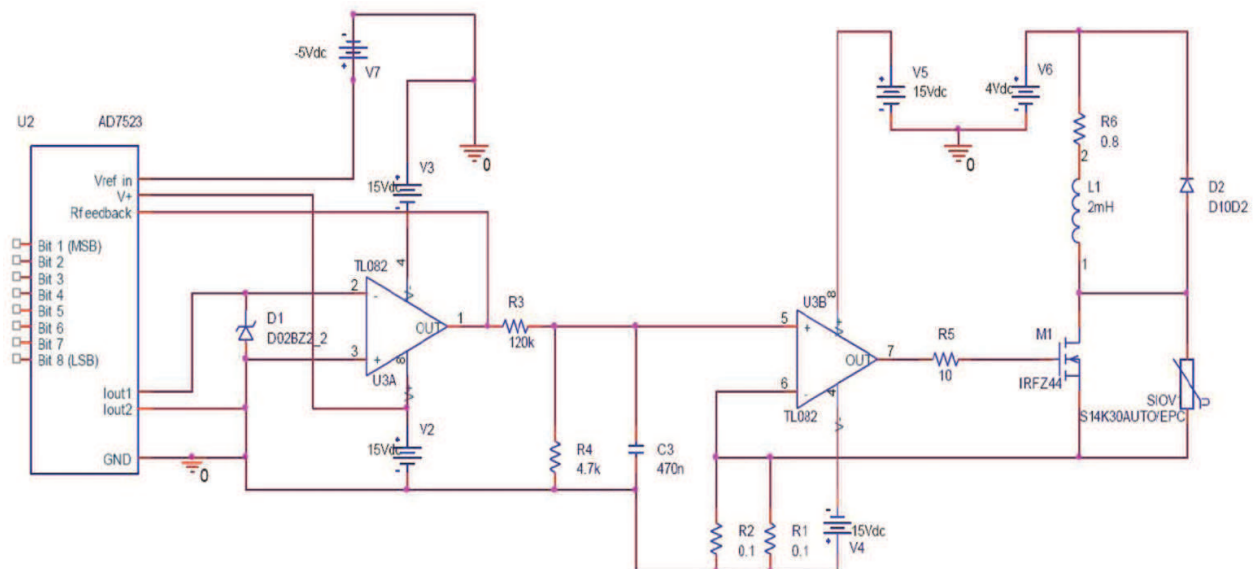 U2 AD7523
Vref in
V+
Rfeedback
Bit 1 (MSB)
Bit 2
Bit 3
Bit 4
Bit 5
Bit 6
Bit 7
Bit 8 (LSB)
Iout1
Iout2
GND
0
-5Vdc
V7
0
V3
15Vdc
TL082
4
V-
2
-
3
+
OUT
1
8
V+
U3A
D1
D02BZ2_2
V2
15Vdc
R3
120k
R4
4.7k
C3
470n
U3B
8
V+
5
+
6
-
OUT
7
4
V-
TL082
R5
10
V5
15Vdc
V6
4Vdc
0
R6
0.8
2
L1
2mH
1
D2
D10D2
M1
IRFZ44
SIOV
U
S14K30AUTO/EPC
R2
0.1
R1
0.1
15Vdc
V4